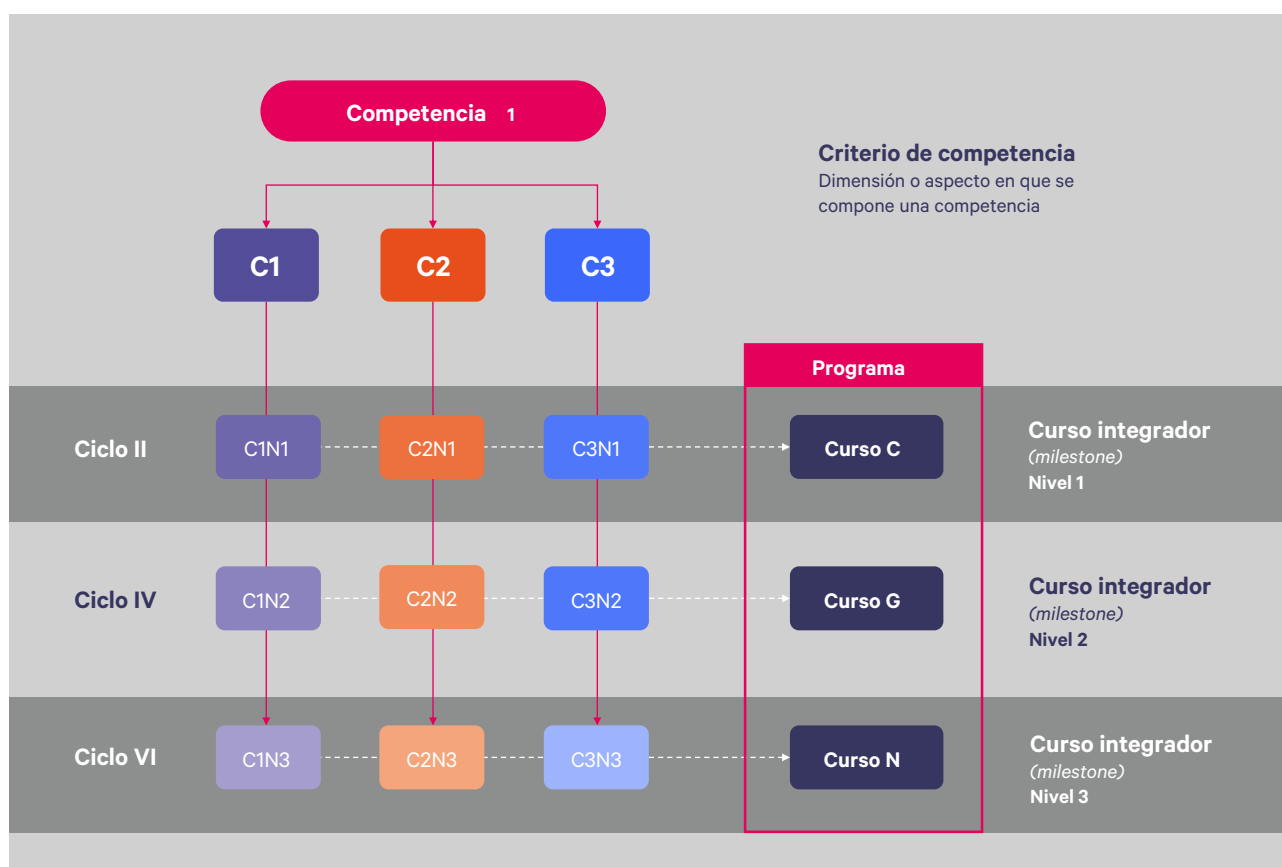 Competencia 1
Criterio de competencia
Dimensión o aspecto en que se
compone una competencia
C1
C2
C3
Programa
Ciclo II
C1N1
C2N1
C3N1
Curso C
Curso integrador
(milestone)
Nivel 1
Ciclo IV
C1N2
C2N2
C3N2
Curso G
Curso integrador
(milestone)
Nivel 2
Ciclo VI
C1N3
C2N3
C3N3
Curso N
Curso integrador
(milestone)
Nivel 3